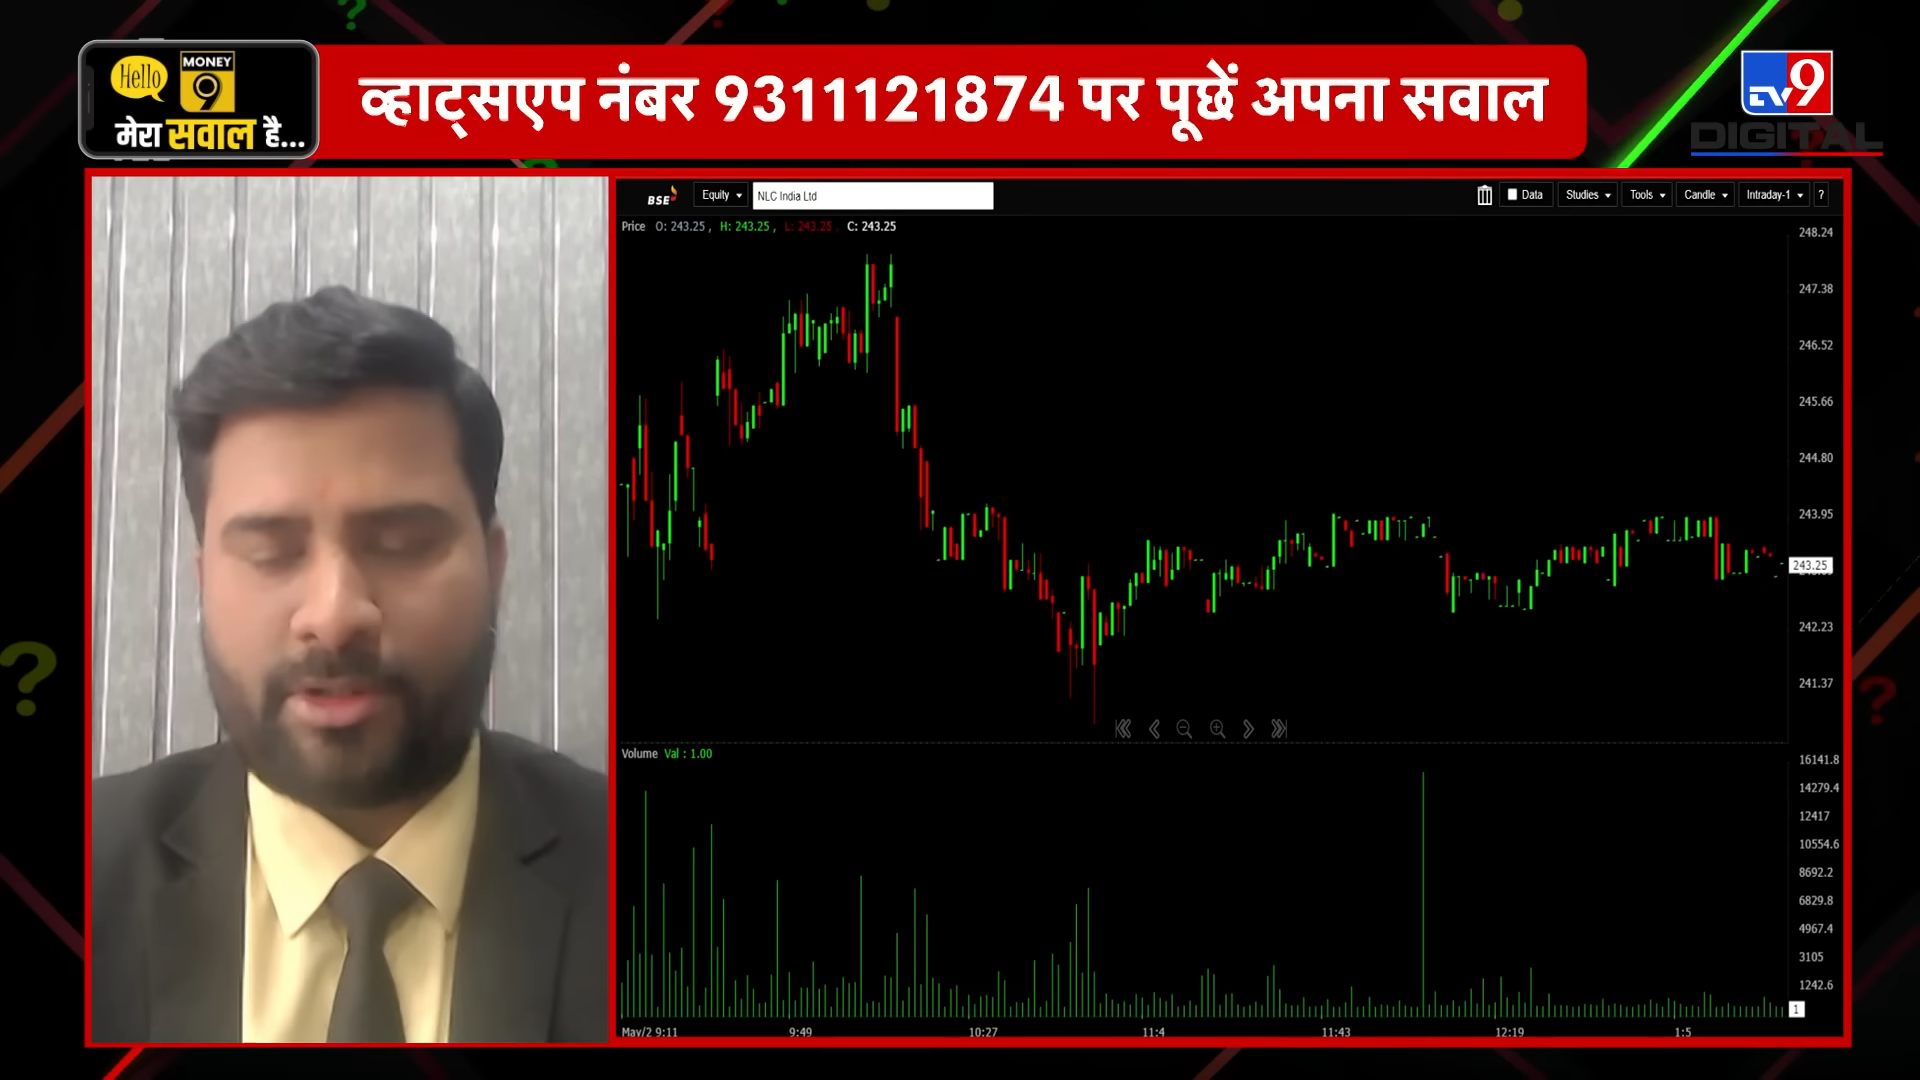 Hello
MONEY
9
मेरा सवाल है...
व्हाट्सएप नंबर 9311121874 पर पूछें अपना सवाल
TV9
DIGITAL
BSE Equity NLC India Ltd Data Studies Tools Candle Intraday-1 ?
Price O: 243.25 , H: 243.25 , L: 243.25 , C: 243.25
248.24
247.38
246.52
245.66
244.80
243.95
243.25
242.23
241.37
Volume Val : 1.00
16141.8
14279.4
12417
10554.6
8692.2
6829.8
4967.4
3105
1242.6
1
May/2 9:11 9:49 10:27 11:4 11:43 12:19 1:5